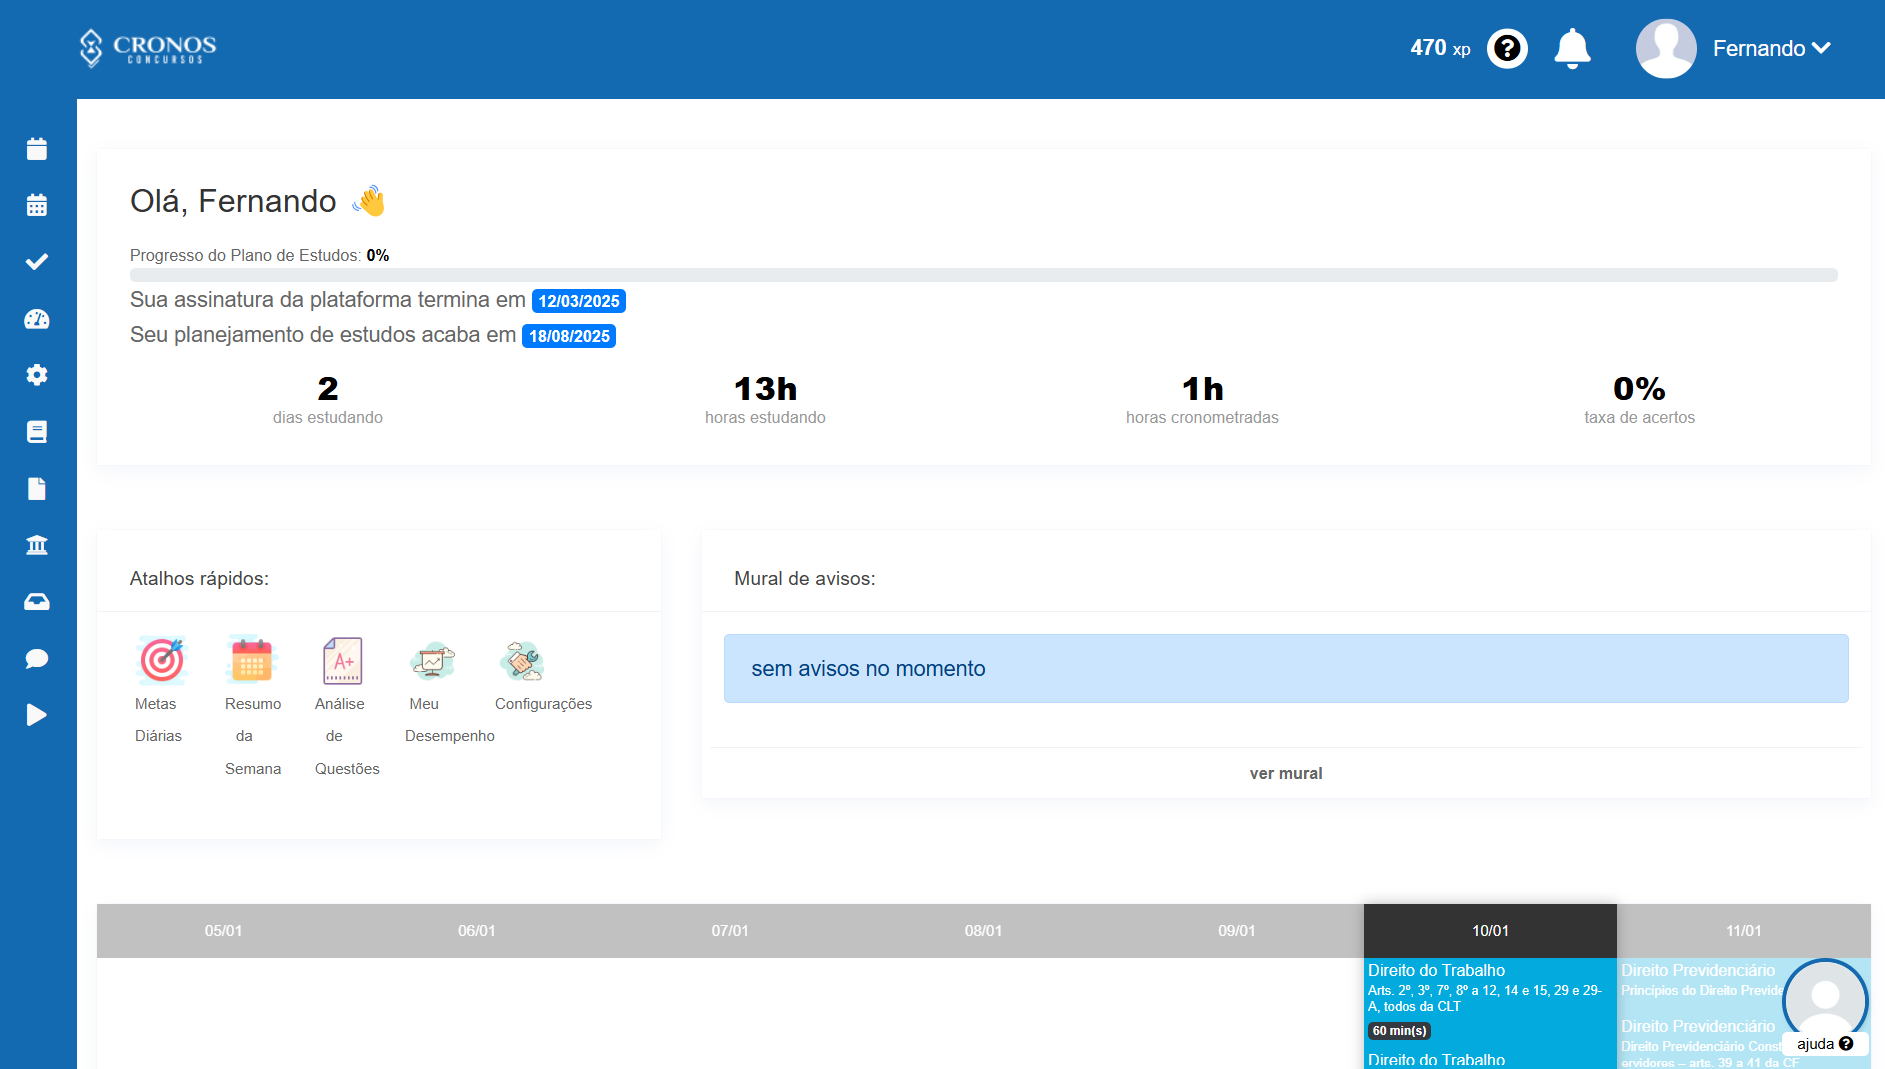 CRONOS
CONCURSOS
470 xp
Fernando
Olá, Fernando
Progresso do Plano de Estudos: 0%
Sua assinatura da plataforma termina em 12/03/2025
Seu planejamento de estudos acaba em 18/08/2025
2
dias estudando
13h
horas estudando
1h
horas cronometradas
0%
taxa de acertos
Atalhos rápidos:
Metas
Diárias
Resumo
da
Semana
A+
Análise
de
Questões
Meu
Desempenho
Configurações
Mural de avisos:
sem avisos no momento
ver mural
05/01
06/01
07/01
08/01
09/01
10/01
11/01
Direito do Trabalho
Arts. 2º, 3º, 7º, 8º a 12, 14 e 15, 29 e 29-
A, todos da CLT
60 min(s)
Direito do Trabalho
Direito Previdenciário
Princípios do Direito Previde
Direito Previdenciário
Direito Previdenciário Const
ervidores – arts. 39 a 41 da CF
ajuda